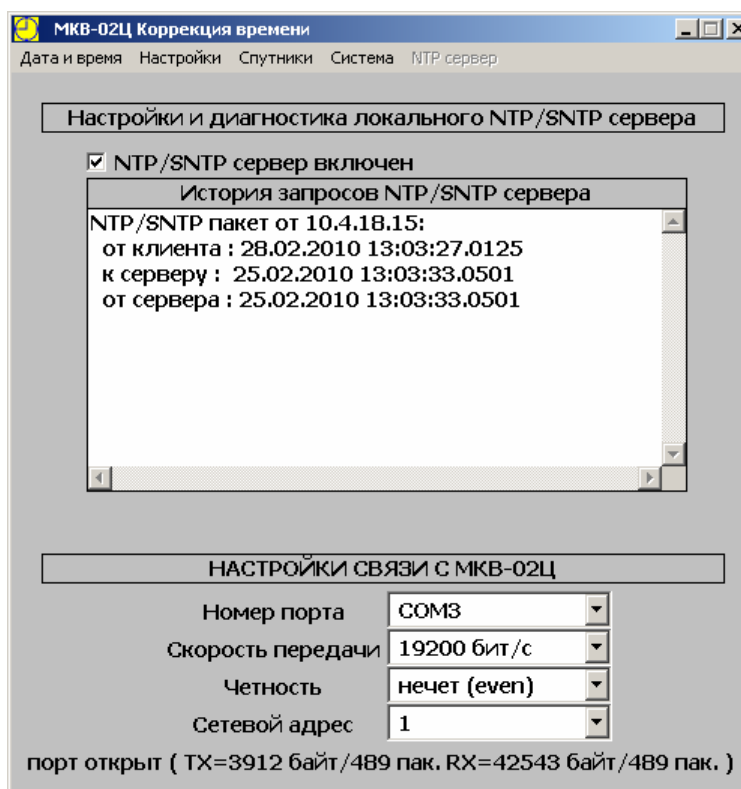 МКВ-02Ц Коррекция времени
Дата и время Настройки Спутники Система NTP сервер
Настройки и диагностика локального NTP/SNTP сервера
NTP/SNTP сервер включен
История запросов NTP/SNTP сервера
NTP/SNTP пакет от 10.4.18.15:
от клиента : 28.02.2010 13:03:27.0125
к серверу : 25.02.2010 13:03:33.0501
от сервера : 25.02.2010 13:03:33.0501
НАСТРОЙКИ СВЯЗИ С МКВ-02Ц
Номер порта COM3
Скорость передачи 19200 бит/с
Четность нечет (even)
Сетевой адрес 1
порт открыт ( TX=3912 байт/489 пак. RX=42543 байт/489 пак. )